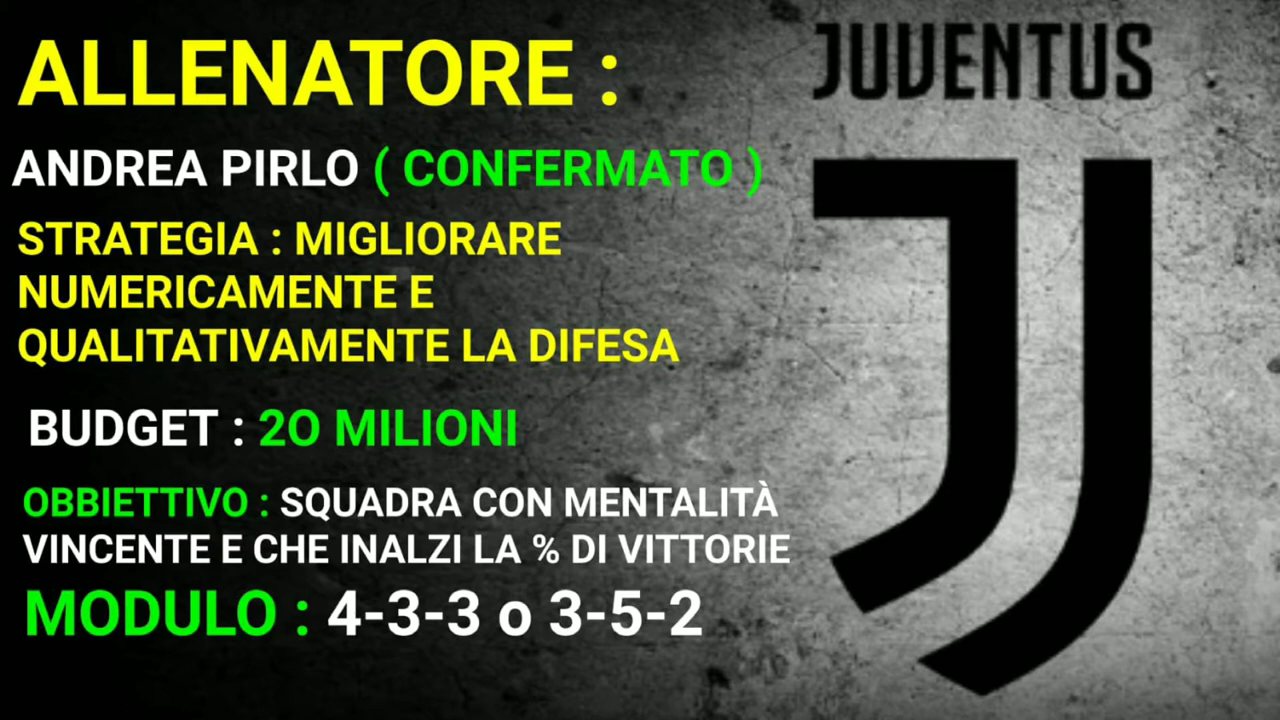 ALLENATORE :
JUVENTUS
ANDREA PIRLO ( CONFERMATO )
STRATEGIA : MIGLIORARE
NUMERICAMENTE E
QUALITATIVAMENTE LA DIFESA
BUDGET : 2O MILIONI
OBBIETTIVO : SQUADRA CON MENTALITÀ
VINCENTE E CHE INALZI LA % DI VITTORIE
MODULO : 4-3-3 o 3-5-2